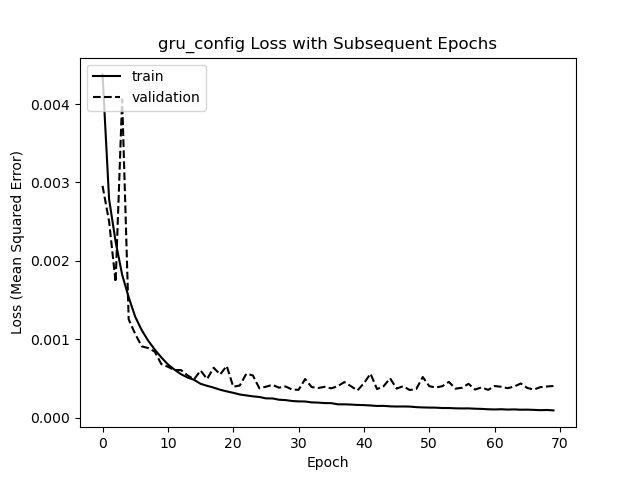 gru_config Loss with Subsequent Epochs
train
validation
0.004
0.003
0.002
0.001
0.000
Loss (Mean Squared Error)
0 10 20 30 40 50 60 70
Epoch